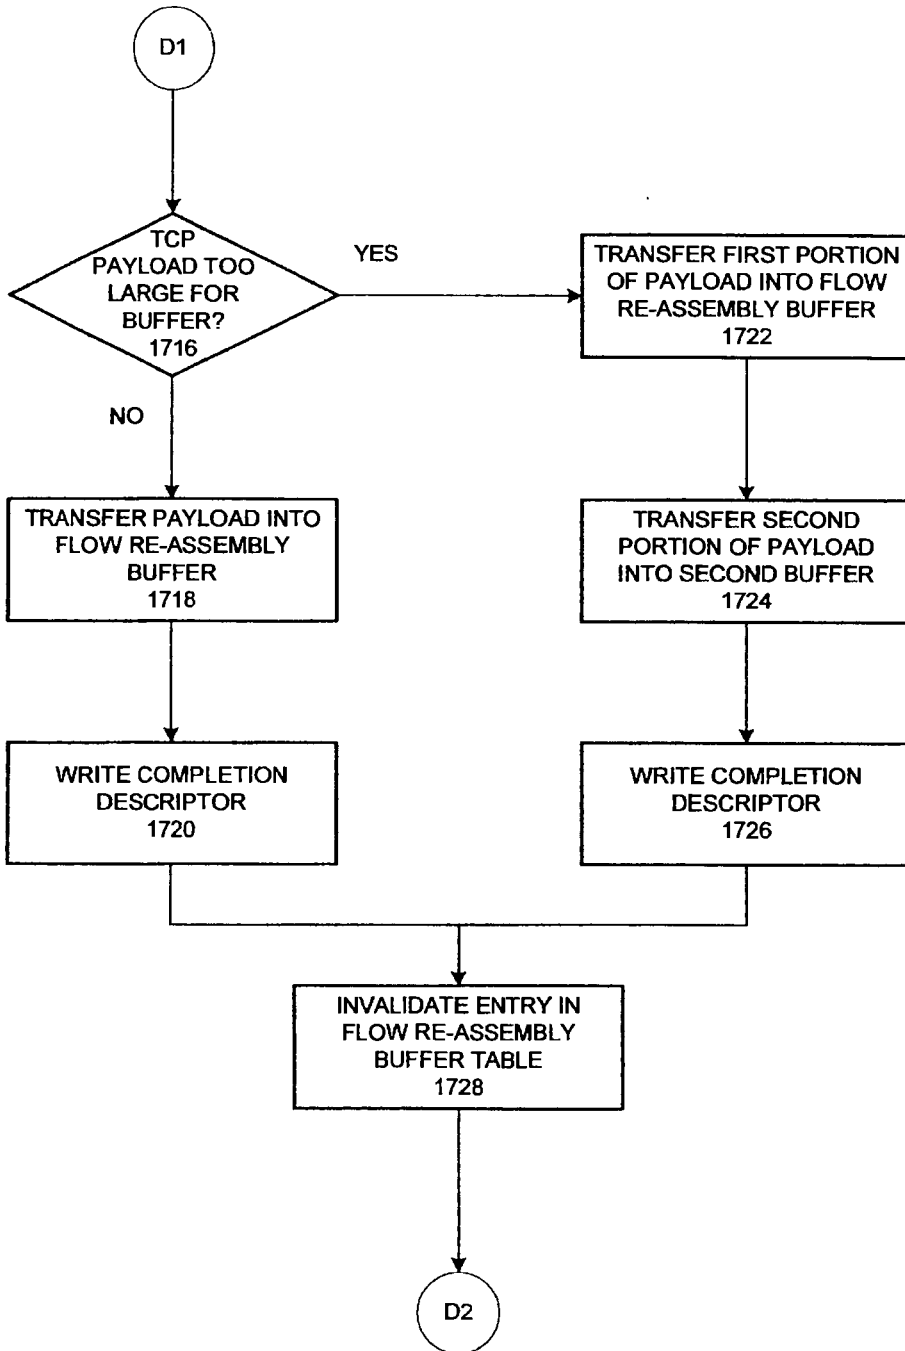 D1
TCP
PAYLOAD TOO
LARGE FOR
BUFFER?
1716
YES
NO
TRANSFER FIRST PORTION
OF PAYLOAD INTO FLOW
RE-ASSEMBLY BUFFER
1722
TRANSFER PAYLOAD INTO
FLOW RE-ASSEMBLY
BUFFER
1718
TRANSFER SECOND
PORTION OF PAYLOAD
INTO SECOND BUFFER
1724
WRITE COMPLETION
DESCRIPTOR
1720
WRITE COMPLETION
DESCRIPTOR
1726
INVALIDATE ENTRY IN
FLOW RE-ASSEMBLY
BUFFER TABLE
1728
D2